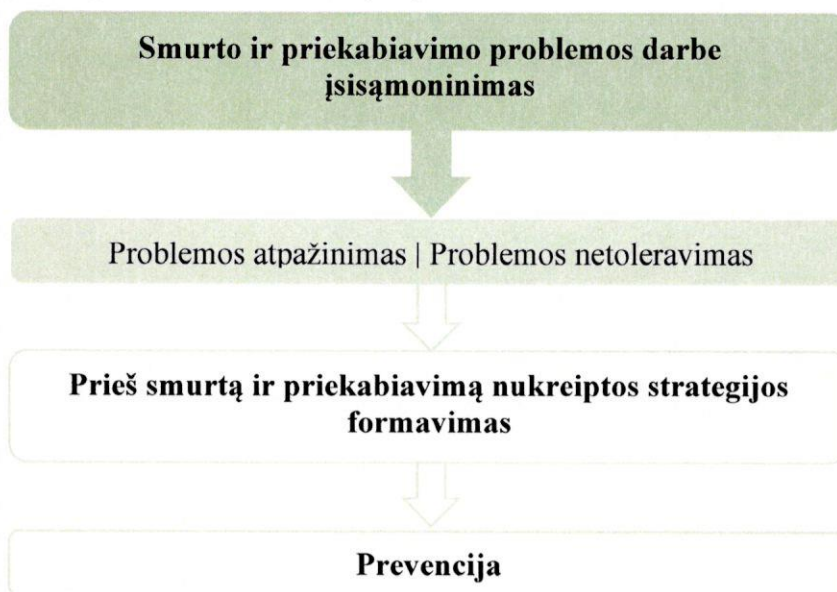 Smurto ir priekabiavimo problemos darbe
įsisąmoninimas
Problemos atpažinimas | Problemos netoleravimas
Prieš smurtą ir priekabiavimą nukreiptos strategijos
formavimas
Prevencija